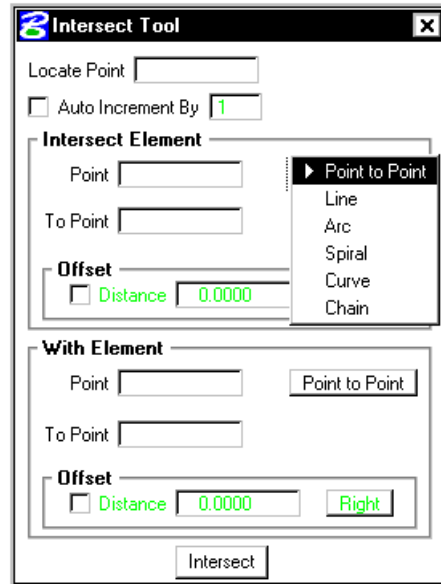 Intersect Tool
Locate Point
Auto Increment By 1
Intersect Element
Point
Point to Point
Line
To Point
Arc
Spiral
Offset
Curve
Distance 0.0000
Chain
With Element
Point Point to Point
To Point
Offset
Distance 0.0000 Right
Intersect